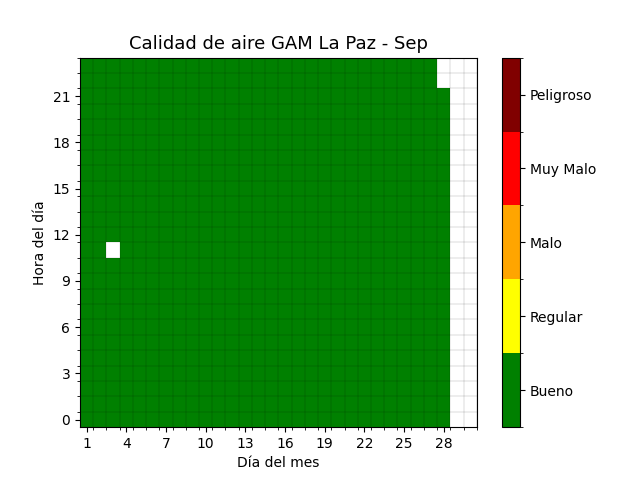 Calidad de aire GAM La Paz - Sep
Hora del día
21
18
15
12
9
6
3
0
1 4 7 10 13 16 19 22 25 28
Día del mes
Peligroso
Muy Malo
Malo
Regular
Bueno